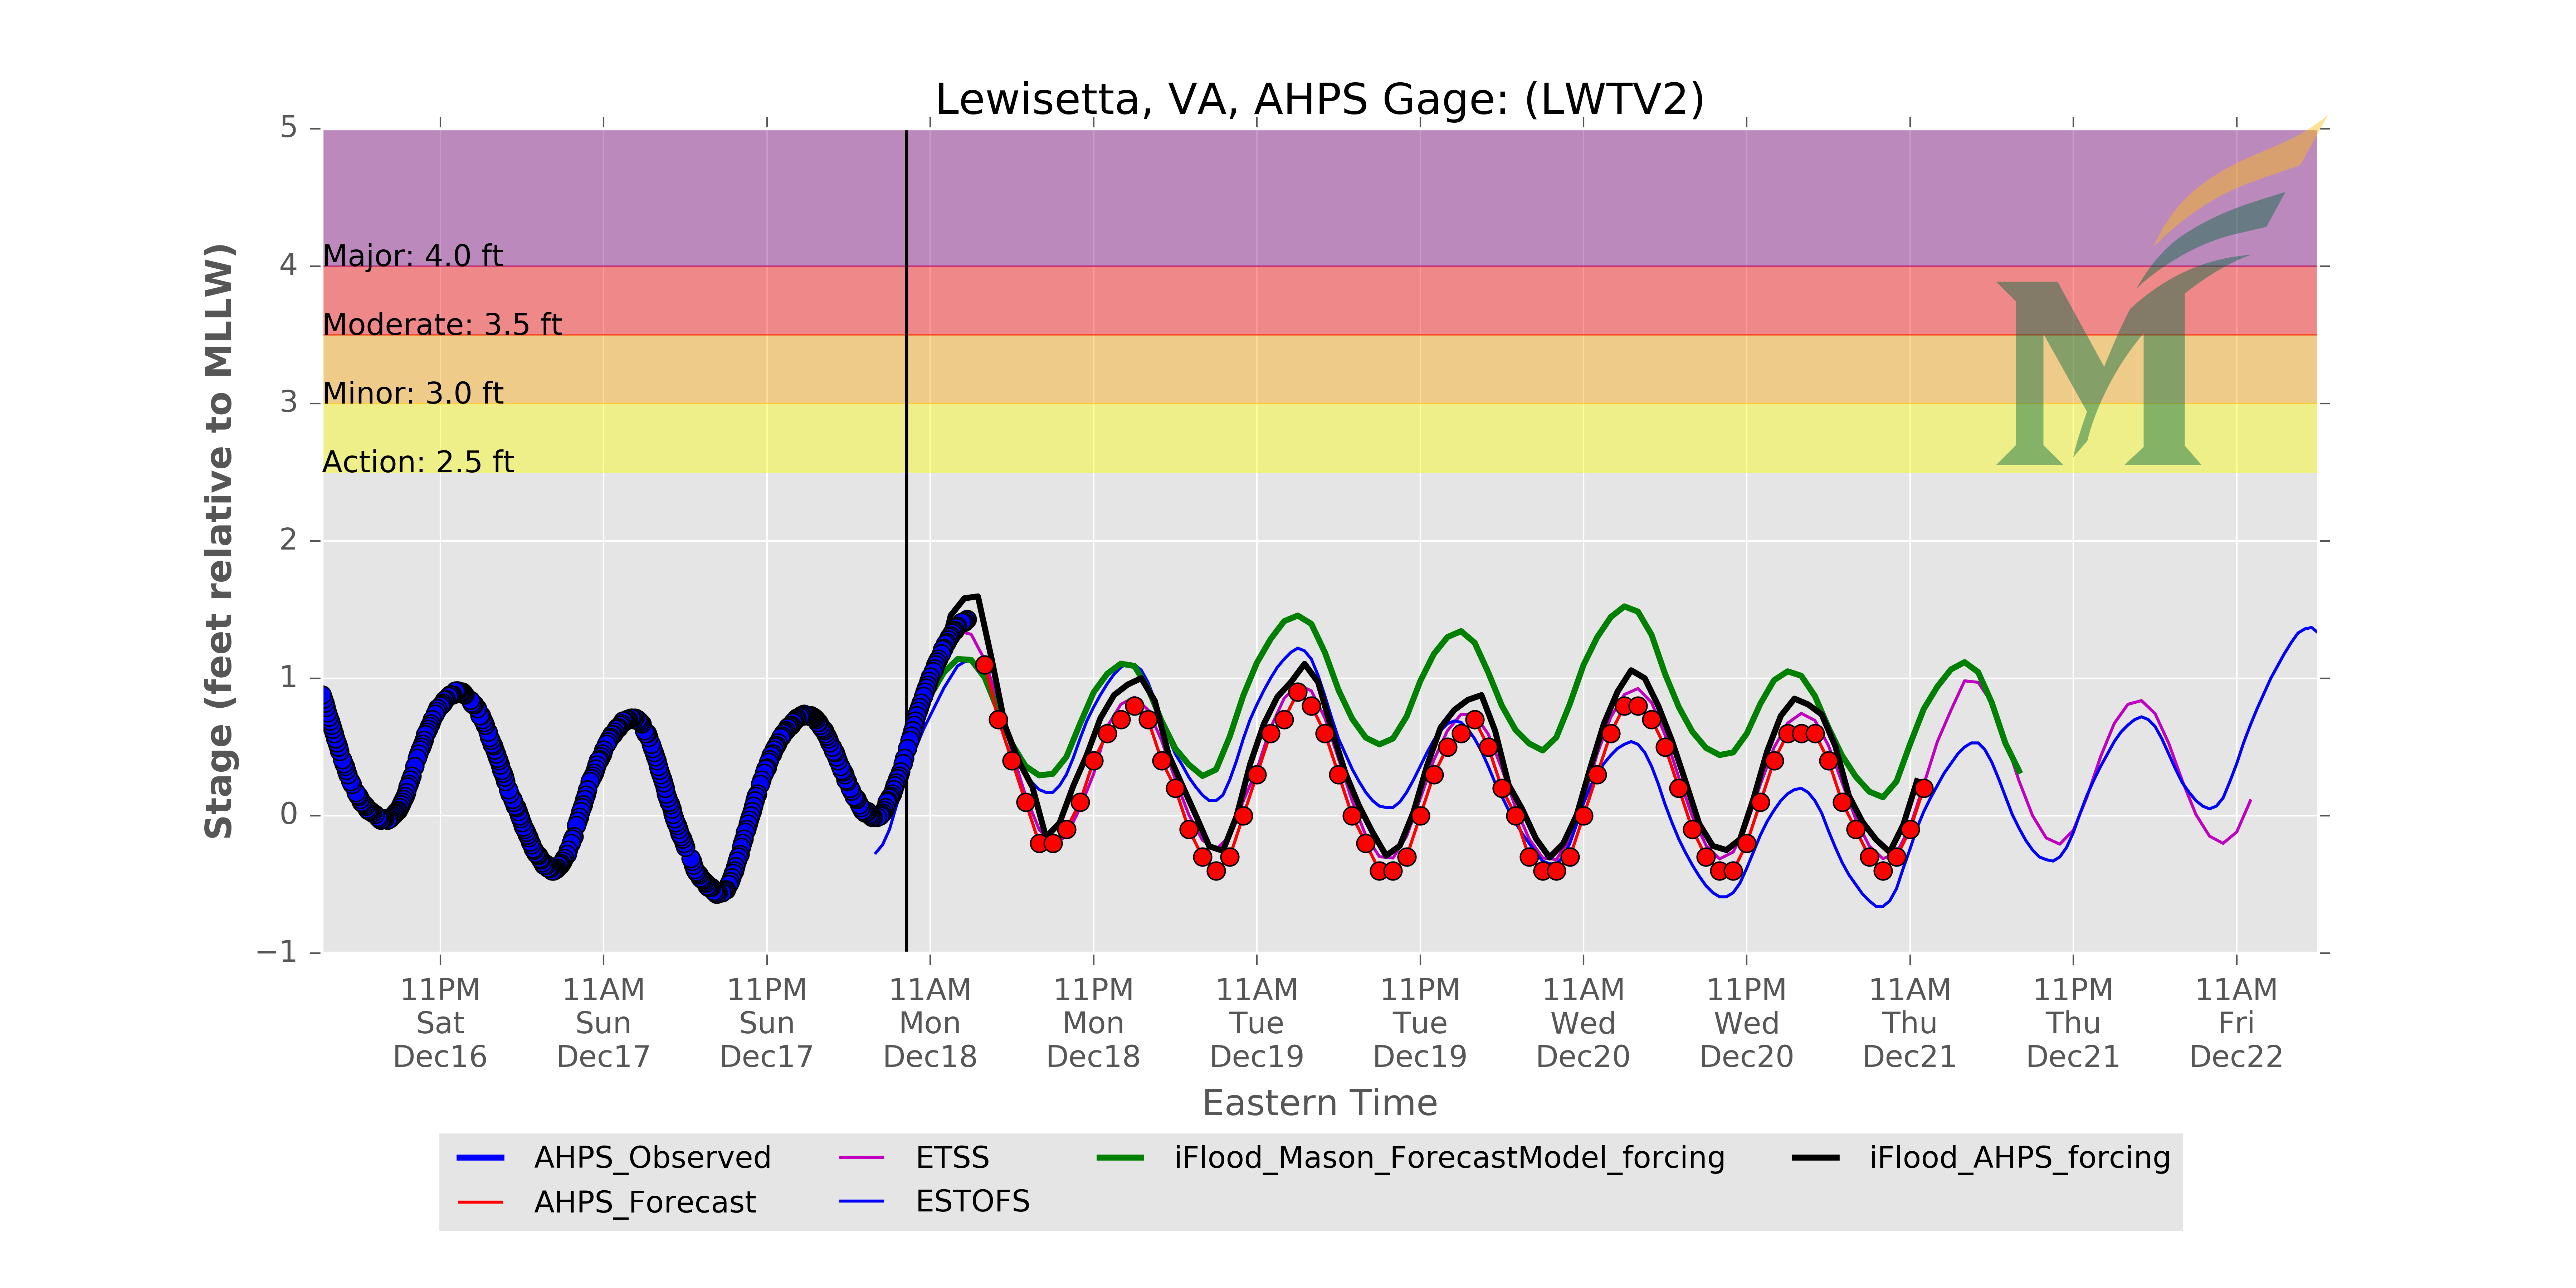 Lewisetta, VA, AHPS Gage: (LWTV2)
Stage (feet relative to MLLW)
5
4
3
2
1
0
−1
Major: 4.0 ft
Moderate: 3.5 ft
Minor: 3.0 ft
Action: 2.5 ft
M
11PM 11AM 11PM 11AM 11PM 11AM 11PM 11AM 11PM 11AM 11PM 11AM
Sat Sun Sun Mon Mon Tue Tue Wed Wed Thu Thu Fri
Dec16 Dec17 Dec17 Dec18 Dec18 Dec19 Dec19 Dec20 Dec20 Dec21 Dec21 Dec22
Eastern Time
AHPS_Observed ETSS iFlood_Mason_ForecastModel_forcing iFlood_AHPS_forcing
AHPS_Forecast ESTOFS